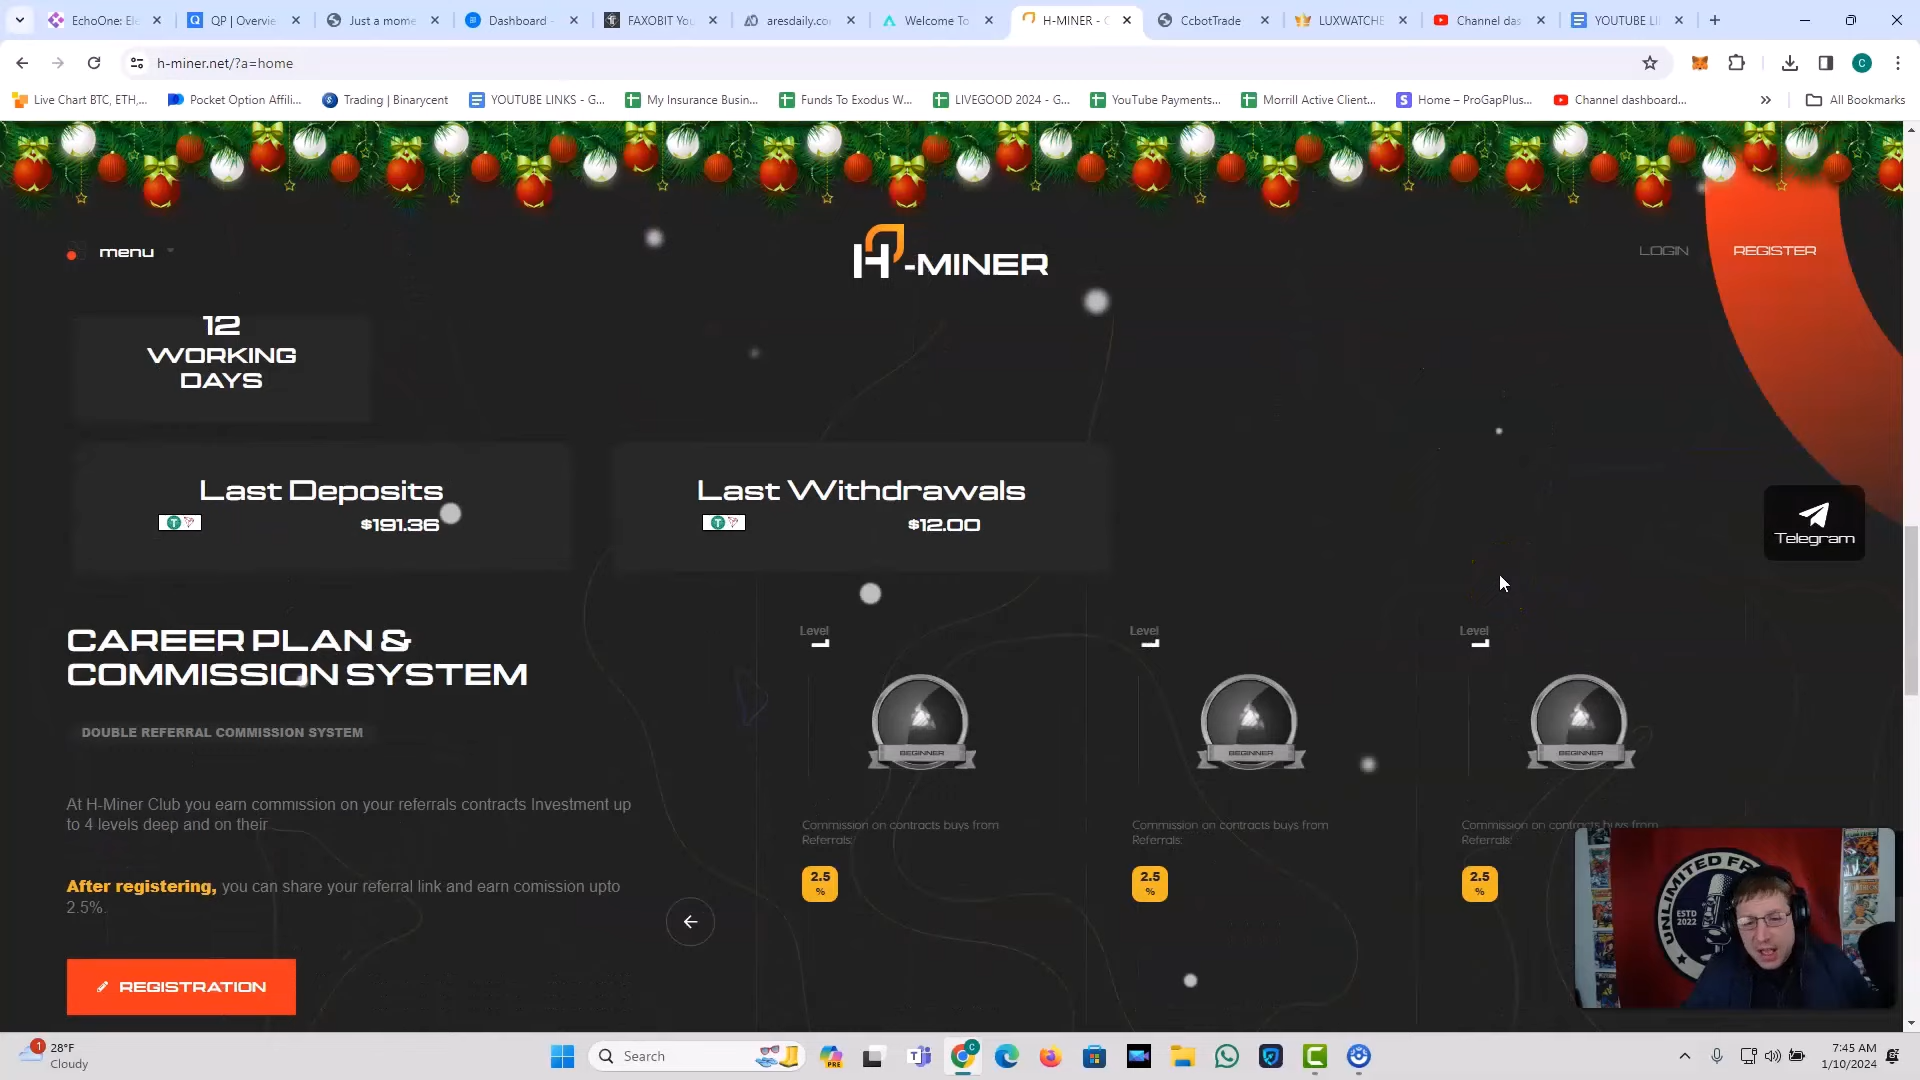 EchoOne: Ele
QP | Overvie
Just a mome
Dashboard -
FAXOBIT You
aresdaily.co
Welcome To
H-MINER - C
CcbotTrade
LUXWATCHE
Channel das
YOUTUBE LI
h-miner.net/?a=home
C
Live Chart BTC, ETH,...
Pocket Option Affili...
Trading | Binarycent
YOUTUBE LINKS - G...
My Insurance Busin...
Funds To Exodus W...
LIVEGOOD 2024 - G...
YouTube Payments...
Morrill Active Client...
Home – ProGapPlus...
Channel dashboard...
All Bookmarks
menu
H-MINER
LOGIN
REGISTER
12
WORKING
DAYS
Last Deposits
$191.36
Last Withdrawals
$12.00
Telegram
CAREER PLAN &
COMMISSION SYSTEM
DOUBLE REFERRAL COMMISSION SYSTEM
At H-Miner Club you earn commission on your referrals contracts Investment up
to 4 levels deep and on their
After registering, you can share your referral link and earn comission upto
2.5%.
REGISTRATION
Level
BEGINNER
Commission on contracts buys from
Referrals:
2.5
%
Level
BEGINNER
Commission on contracts buys from
Referrals:
2.5
%
Level
BEGINNER
Commission on contracts buys from
Referrals:
2.5
%
UNLIMITED FR
ESTD
2022
1
28°F
Cloudy
Search
PRE
C
7:45 AM
1/10/2024